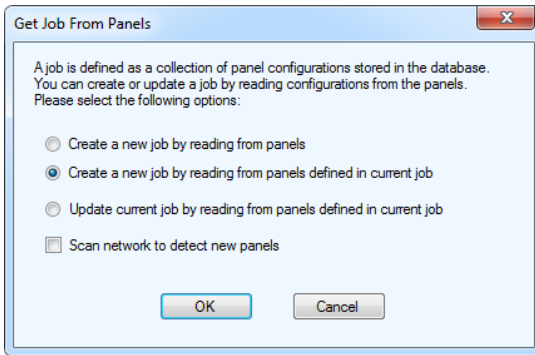 Get Job From Panels
A job is defined as a collection of panel configurations stored in the database.
You can create or update a job by reading configurations from the panels.
Please select the following options:
Create a new job by reading from panels
Create a new job by reading from panels defined in current job
Update current job by reading from panels defined in current job
Scan network to detect new panels
OK
Cancel